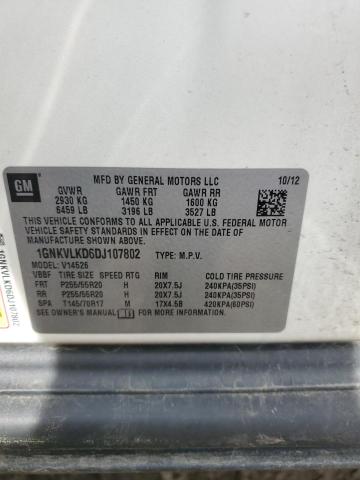 GM
MFD BY GENERAL MOTORS LLC 10/12
GVWR GAWR FRT GAWR RR
2930 KG 1450 KG 1600 KG
6459 LB 3196 LB 3527 LB
THIS VEHICLE CONFORMS TO ALL APPLICABLE U.S. FEDERAL MOTOR
VEHICLE SAFETY STANDARDS IN EFFECT ON THE DATE OF
MANUFACTURE SHOWN ABOVE.
1GNKVLKD6DJ107802 TYPE: M.P.V.
MODEL: V14526
VBBF TIRE SIZE SPEED RTG RIM COLD TIRE PRESSURE
FRT P255/55R20 H 20X7.5J 240KPA(35PSI)
RR P255/55R20 H 20X7.5J 240KPA(35PSI)
SPA T145/70R17 M 17X4.5B 420KPA(60PSI)
SEE OWNER'S MANUAL FOR MORE INFORMATION.
1GNKVLKD6DJ107802